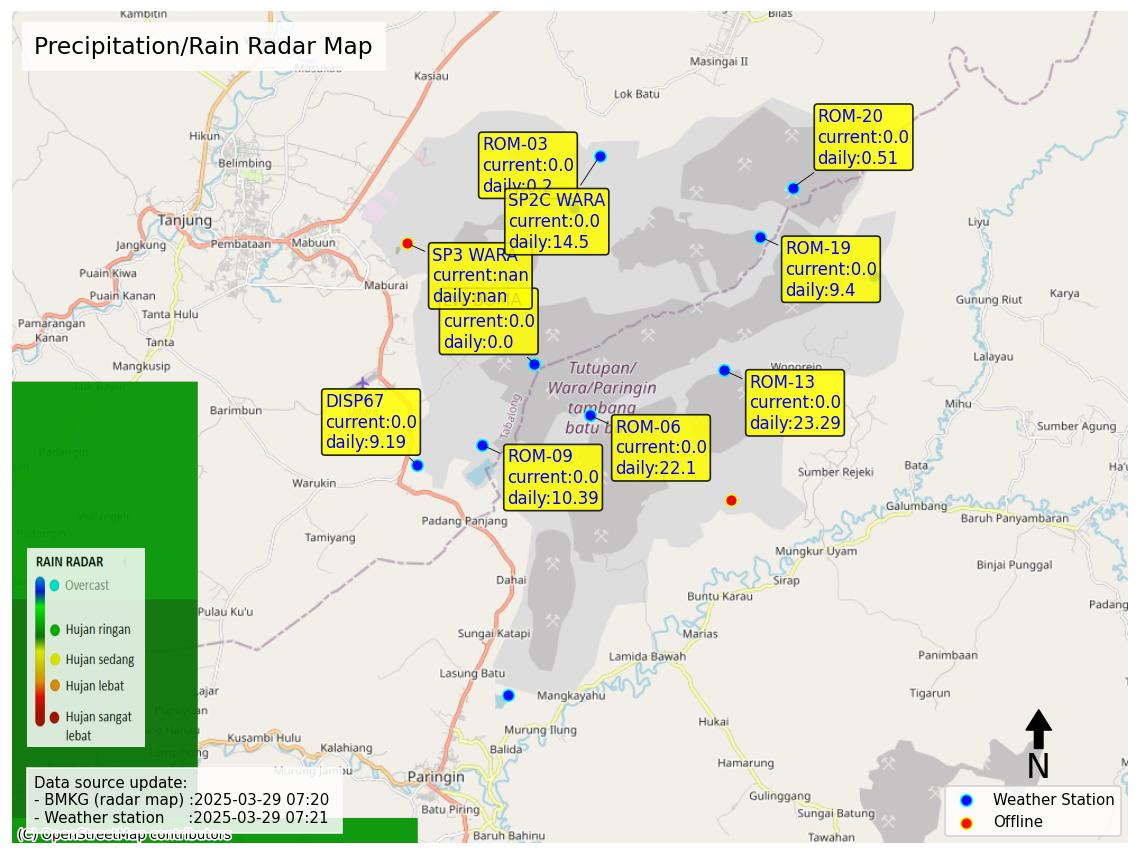 Precipitation/Rain Radar Map
Kambitin
Masukau
Kasiau
Bilas
Masingai II
Lok Batu
Hikun
Belimbing
Tanjung
Jangkung
Pembataan
Mabuun
Maburai
Puain Kiwa
Puain Kanan
Tanta Hulu
Pamarangan
Kanan
Tanta
Mangkusip
Barimbun
Warukin
Tamiyang
Padang Panjang
Tabalong
Dahai
Pulau Ku'u
Sungai Katapi
Lasung Batu
Mangkayahu
Murung Ilung
Balida
Kusambi Hulu
Kalahiang
Murung Jambu
Paringin
Batu Piring
Baruh Bahinu
ROM-03
current:0.0
daily:0.2
SP2C WARA
current:0.0
daily:14.5
SP3 WARA
current:nan
daily:nan
current:0.0
daily:0.0
ROM-20
current:0.0
daily:0.51
ROM-19
current:0.0
daily:9.4
ROM-13
current:0.0
daily:23.29
ROM-06
current:0.0
daily:22.1
ROM-09
current:0.0
daily:10.39
DISP67
current:0.0
daily:9.19
Tutupan/
Wara/Paringin
tambang
batu b
Wonorejo
Liyu
Gunung Riut
Karya
Lalayau
Mihu
Sumber Agung
Bata
Ha'u
Sumber Rejeki
Galumbang
Baruh Panyambaran
Mungkur Uyam
Binjai Punggal
Sirap
Buntu Karau
Padang
Marias
Lamida Bawah
Panimbaan
Tigarun
Hukai
Hamarung
Gulinggang
Sungai Batung
Tawahan
RAIN RADAR
Overcast
Hujan ringan
Hujan sedang
Hujan lebat
Hujan sangat
lebat
Data source update:
- BMKG (radar map) :2025-03-29 07:20
- Weather station :2025-03-29 07:21
(C) OpenStreetMap contributors
N
Weather Station
Offline